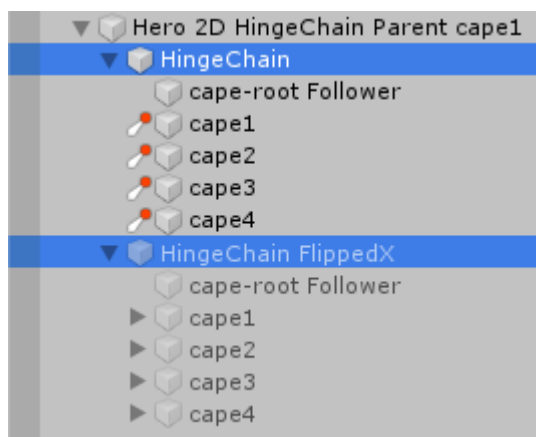 Hero 2D HingeChain Parent cape1
HingeChain
cape-root Follower
cape1
cape2
cape3
cape4
HingeChain FlippedX
cape-root Follower
cape1
cape2
cape3
cape4